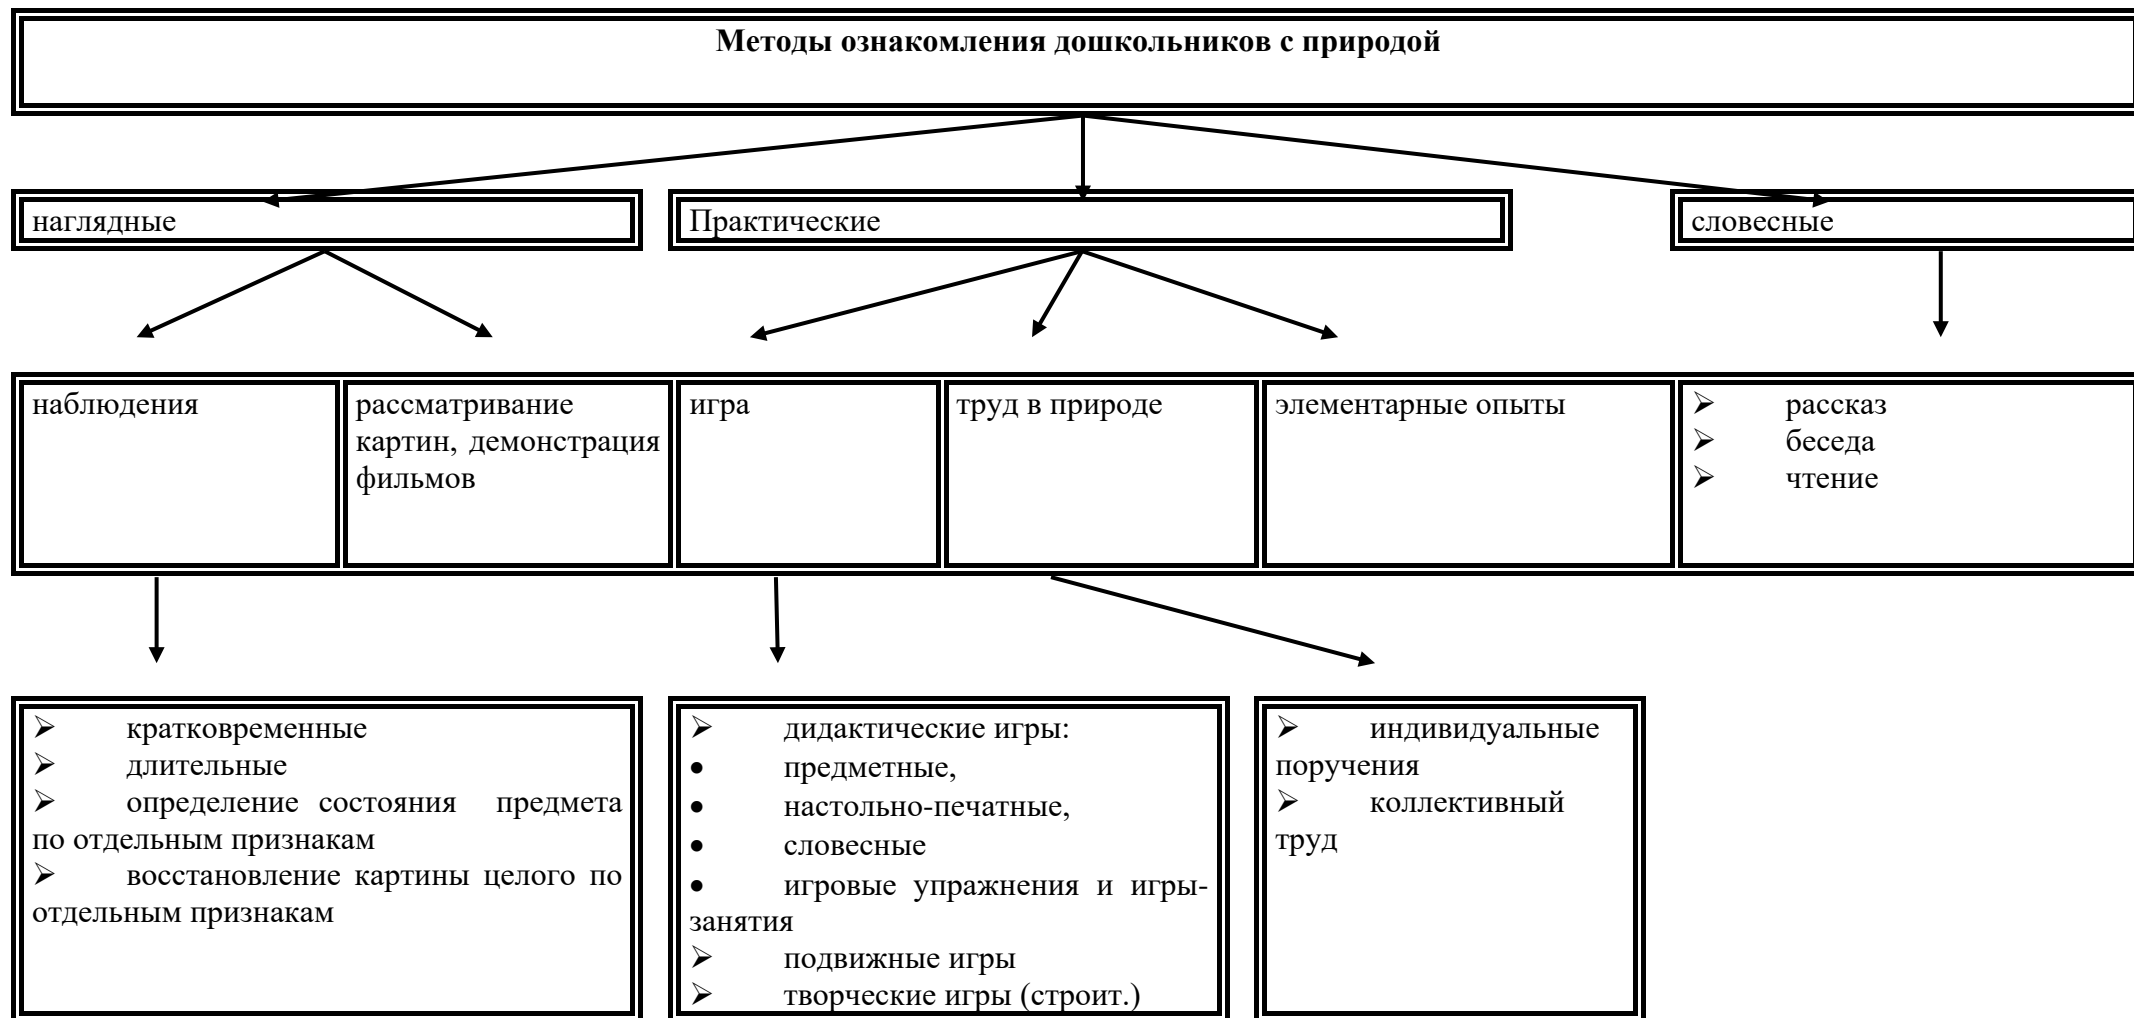 Методы ознакомления дошкольников с природой
наглядные
Практические
словесные
наблюдения
рассматривание
картин, демонстрация
фильмов
игра
труд в природе
элементарные опыты
➢ рассказ
➢ беседа
➢ чтение
➢ кратковременные
➢ длительные
➢ определение состояния предмета
по отдельным признакам
➢ восстановление картины целого по
отдельным признакам
➢ дидактические игры:
• предметные,
• настольно-печатные,
• словесные
• игровые упражнения и игры-
занятия
➢ подвижные игры
➢ творческие игры (строит.)
➢ индивидуальные
поручения
➢ коллективный
труд